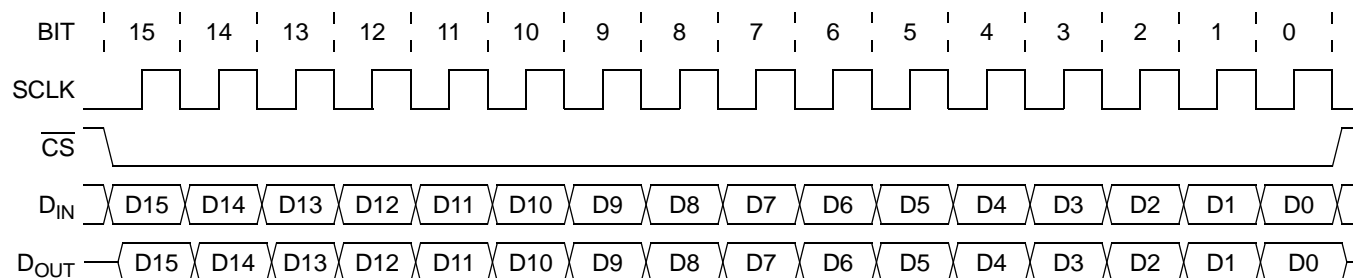 BIT 15 14 13 12 11 10 9 8 7 6 5 4 3 2 1 0
SCLK
CS
DIN D15 D14 D13 D12 D11 D10 D9 D8 D7 D6 D5 D4 D3 D2 D1 D0
DOUT D15 D14 D13 D12 D11 D10 D9 D8 D7 D6 D5 D4 D3 D2 D1 D0